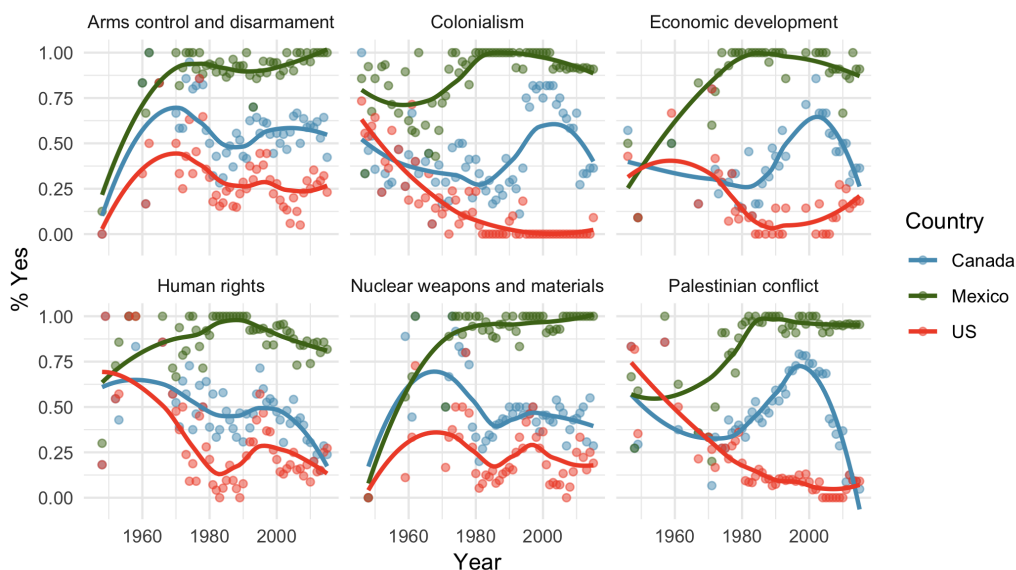 Arms control and disarmament Colonialism Economic development
1.00
0.75
0.50
0.25
0.00
Human rights Nuclear weapons and materials Palestinian conflict
1.00
0.75
0.50
0.25
0.00
1960 1980 2000 1960 1980 2000 1960 1980 2000
Year
% Yes
Country
Canada
Mexico
US